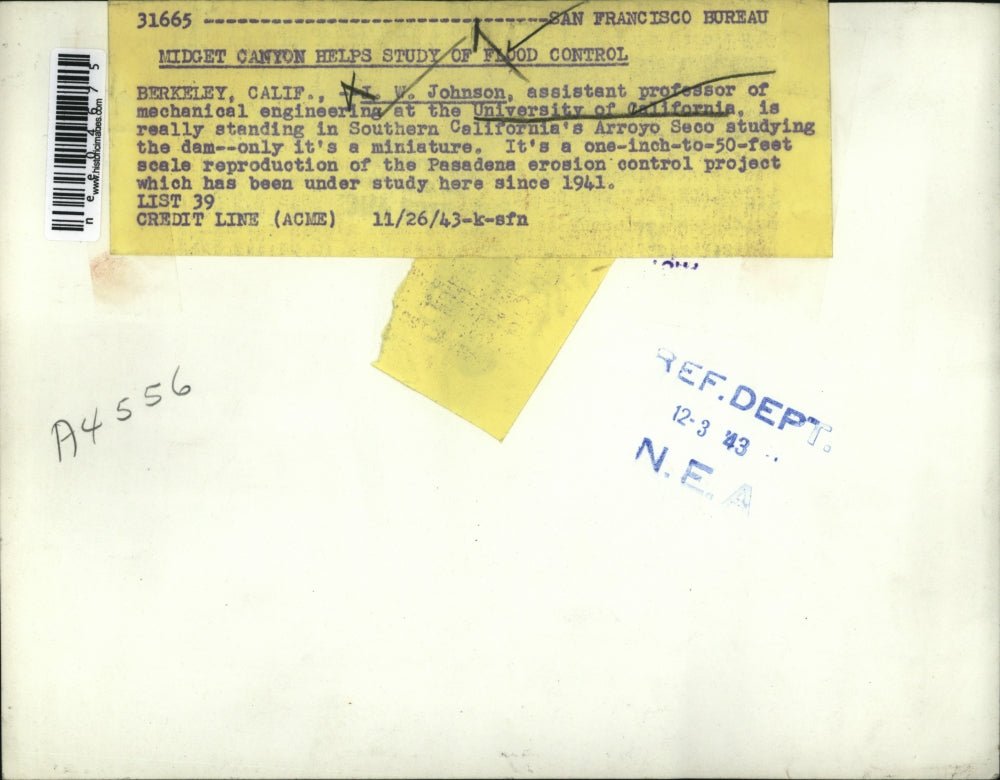 31665 -------------------------------------SAN FRANCISCO BUREAU
MIDGET CANYON HELPS STUDY OF FLOOD CONTROL
BERKELEY, CALIF., W. Johnson, assistant professor of
mechanical engineering at the University of California, is
really standing in Southern California's Arroyo Seco studying
the dam--only it's a miniature. It's a one-inch-to-50-feet
scale reproduction of the Pasadena erosion control project
which has been under study here since 1941.
LIST 39
CREDIT LINE (ACME) 11/26/43-k-sfn
www.historicimages.com
A4556
REF. DEPT.
12-3 '43
N.E.A